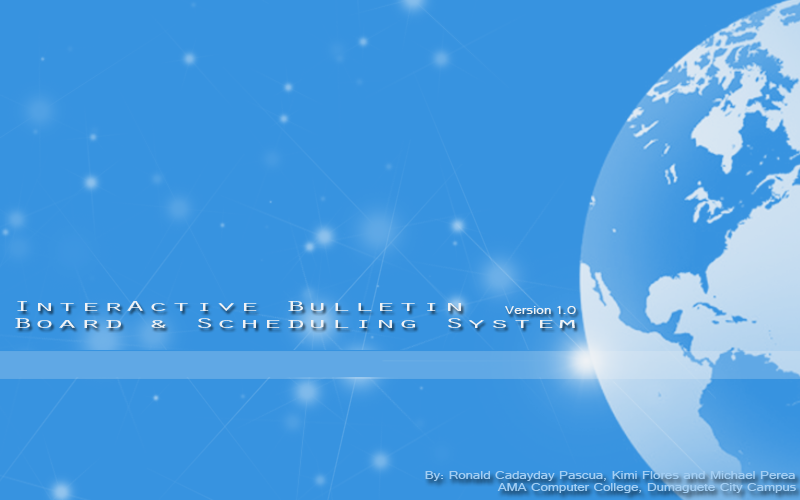 InterActive Bulletin Version 1.0
Board & Scheduling System
By: Ronald Cadayday Pascua, Kimi Flores and Michael Perea
AMA Computer College, Dumaguete City Campus